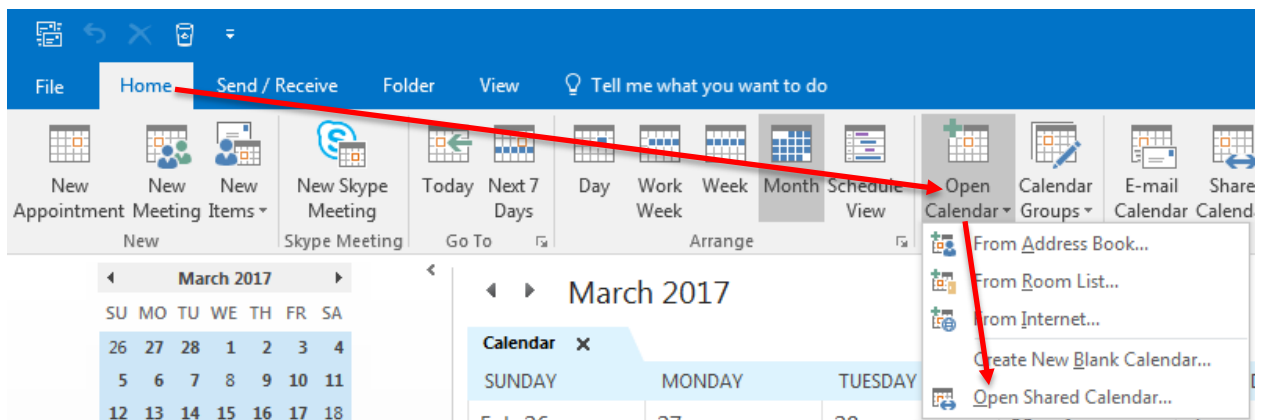 File Home Send / Receive Folder View Tell me what you want to do
New Appointment
New Meeting
New Items
New Skype Meeting
Today
Next 7 Days
Day
Work Week
Week
Month
Schedule View
Open Calendar
Calendar Groups
E-mail Calendar
Share
New Skype Meeting Go To Arrange
From Address Book...
From Room List...
From Internet...
Create New Blank Calendar...
Open Shared Calendar...
March 2017
SU MO TU WE TH FR SA
26 27 28 1 2 3 4
5 6 7 8 9 10 11
12 13 14 15 16 17 18
March 2017
Calendar
SUNDAY MONDAY TUESDAY